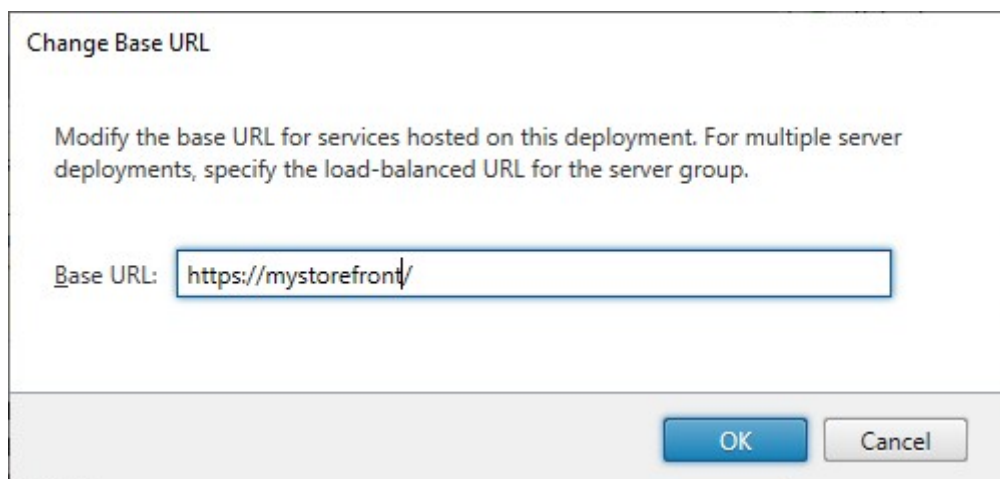 Change Base URL
Modify the base URL for services hosted on this deployment. For multiple server
deployments, specify the load-balanced URL for the server group.
Base URL: https://mystorefront/
OK Cancel